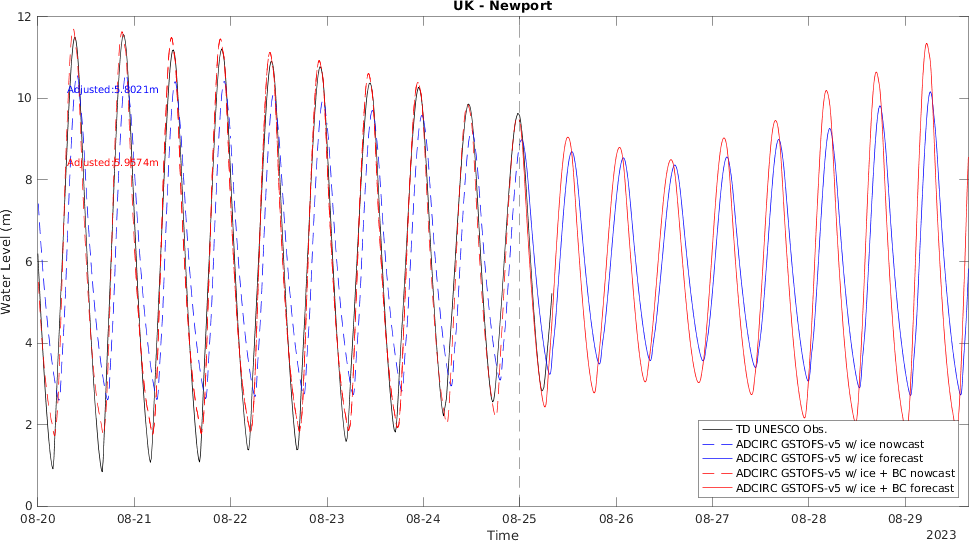 UK - Newport
12
10
8
6
4
2
0
Water Level (m)
Adjusted:5.8021m
Adjusted:5.9574m
TD UNESCO Obs.
ADCIRC GSTOFS-v5 w/ ice nowcast
ADCIRC GSTOFS-v5 w/ ice forecast
ADCIRC GSTOFS-v5 w/ ice + BC nowcast
ADCIRC GSTOFS-v5 w/ ice + BC forecast
08-20 08-21 08-22 08-23 08-24 08-25 08-26 08-27 08-28 08-29
Time
2023